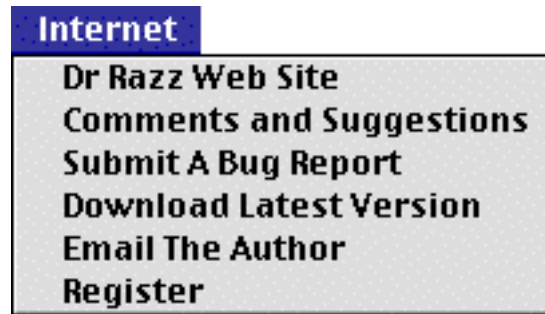 Internet
Dr Razz Web Site
Comments and Suggestions
Submit A Bug Report
Download Latest Version
Email The Author
Register